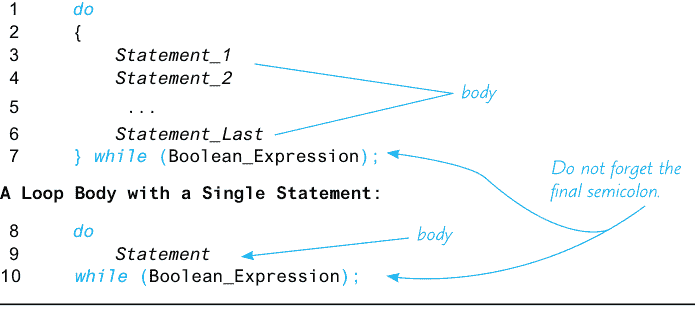 1 do
2 {
3 Statement_1
4 Statement_2
body
5 ...
6 Statement_Last
7 } while (Boolean_Expression);
Do not forget the
final semicolon.
A Loop Body with a Single Statement:
8 do
body
9 Statement
10 while (Boolean_Expression);